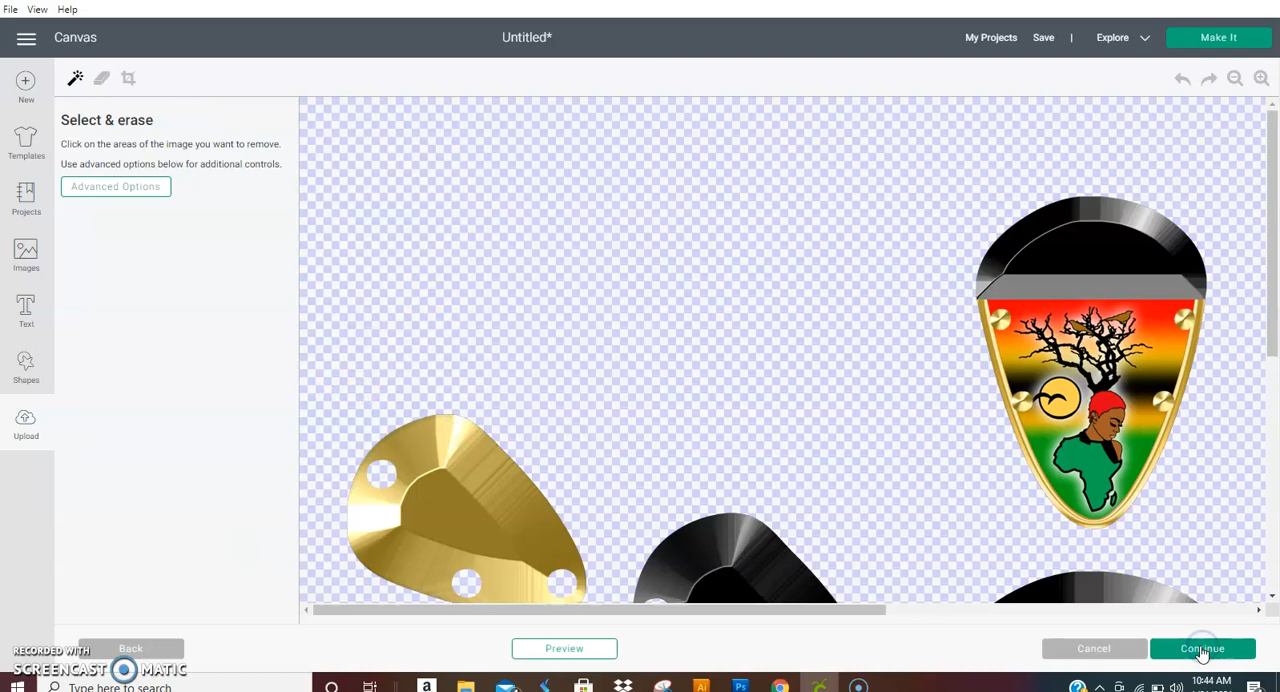 File View Help
Canvas
Untitled*
My Projects Save | Explore Make It
New
Templates
Projects
Images
Text
Shapes
Upload
Select & erase
Click on the areas of the image you want to remove.
Use advanced options below for additional controls.
Advanced Options
Back
Preview
Cancel
Continue
RECORDED WITH
SCREENCAST MATIC
Type here to search
a
Ai
Ps
10:44 AM